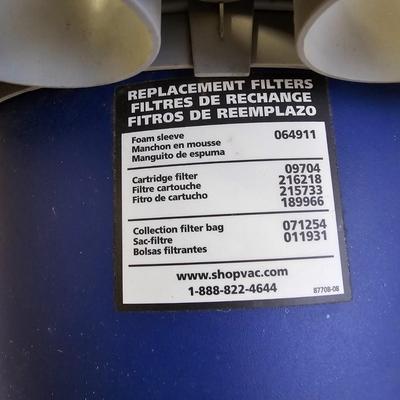 REPLACEMENT FILTERS
FILTRES DE RECHANGE
FITROS DE REEMPLAZO
Foam sleeve 064911
Manchon en mousse
Manguito de espuma
Cartridge filter 09704
Filtre cartouche 216218
Fitro de cartucho 215733
189966
Collection filter bag 071254
Sac-filtre 011931
Bolsas filtrantes
www.shopvac.com
1-888-822-4644
87708-08